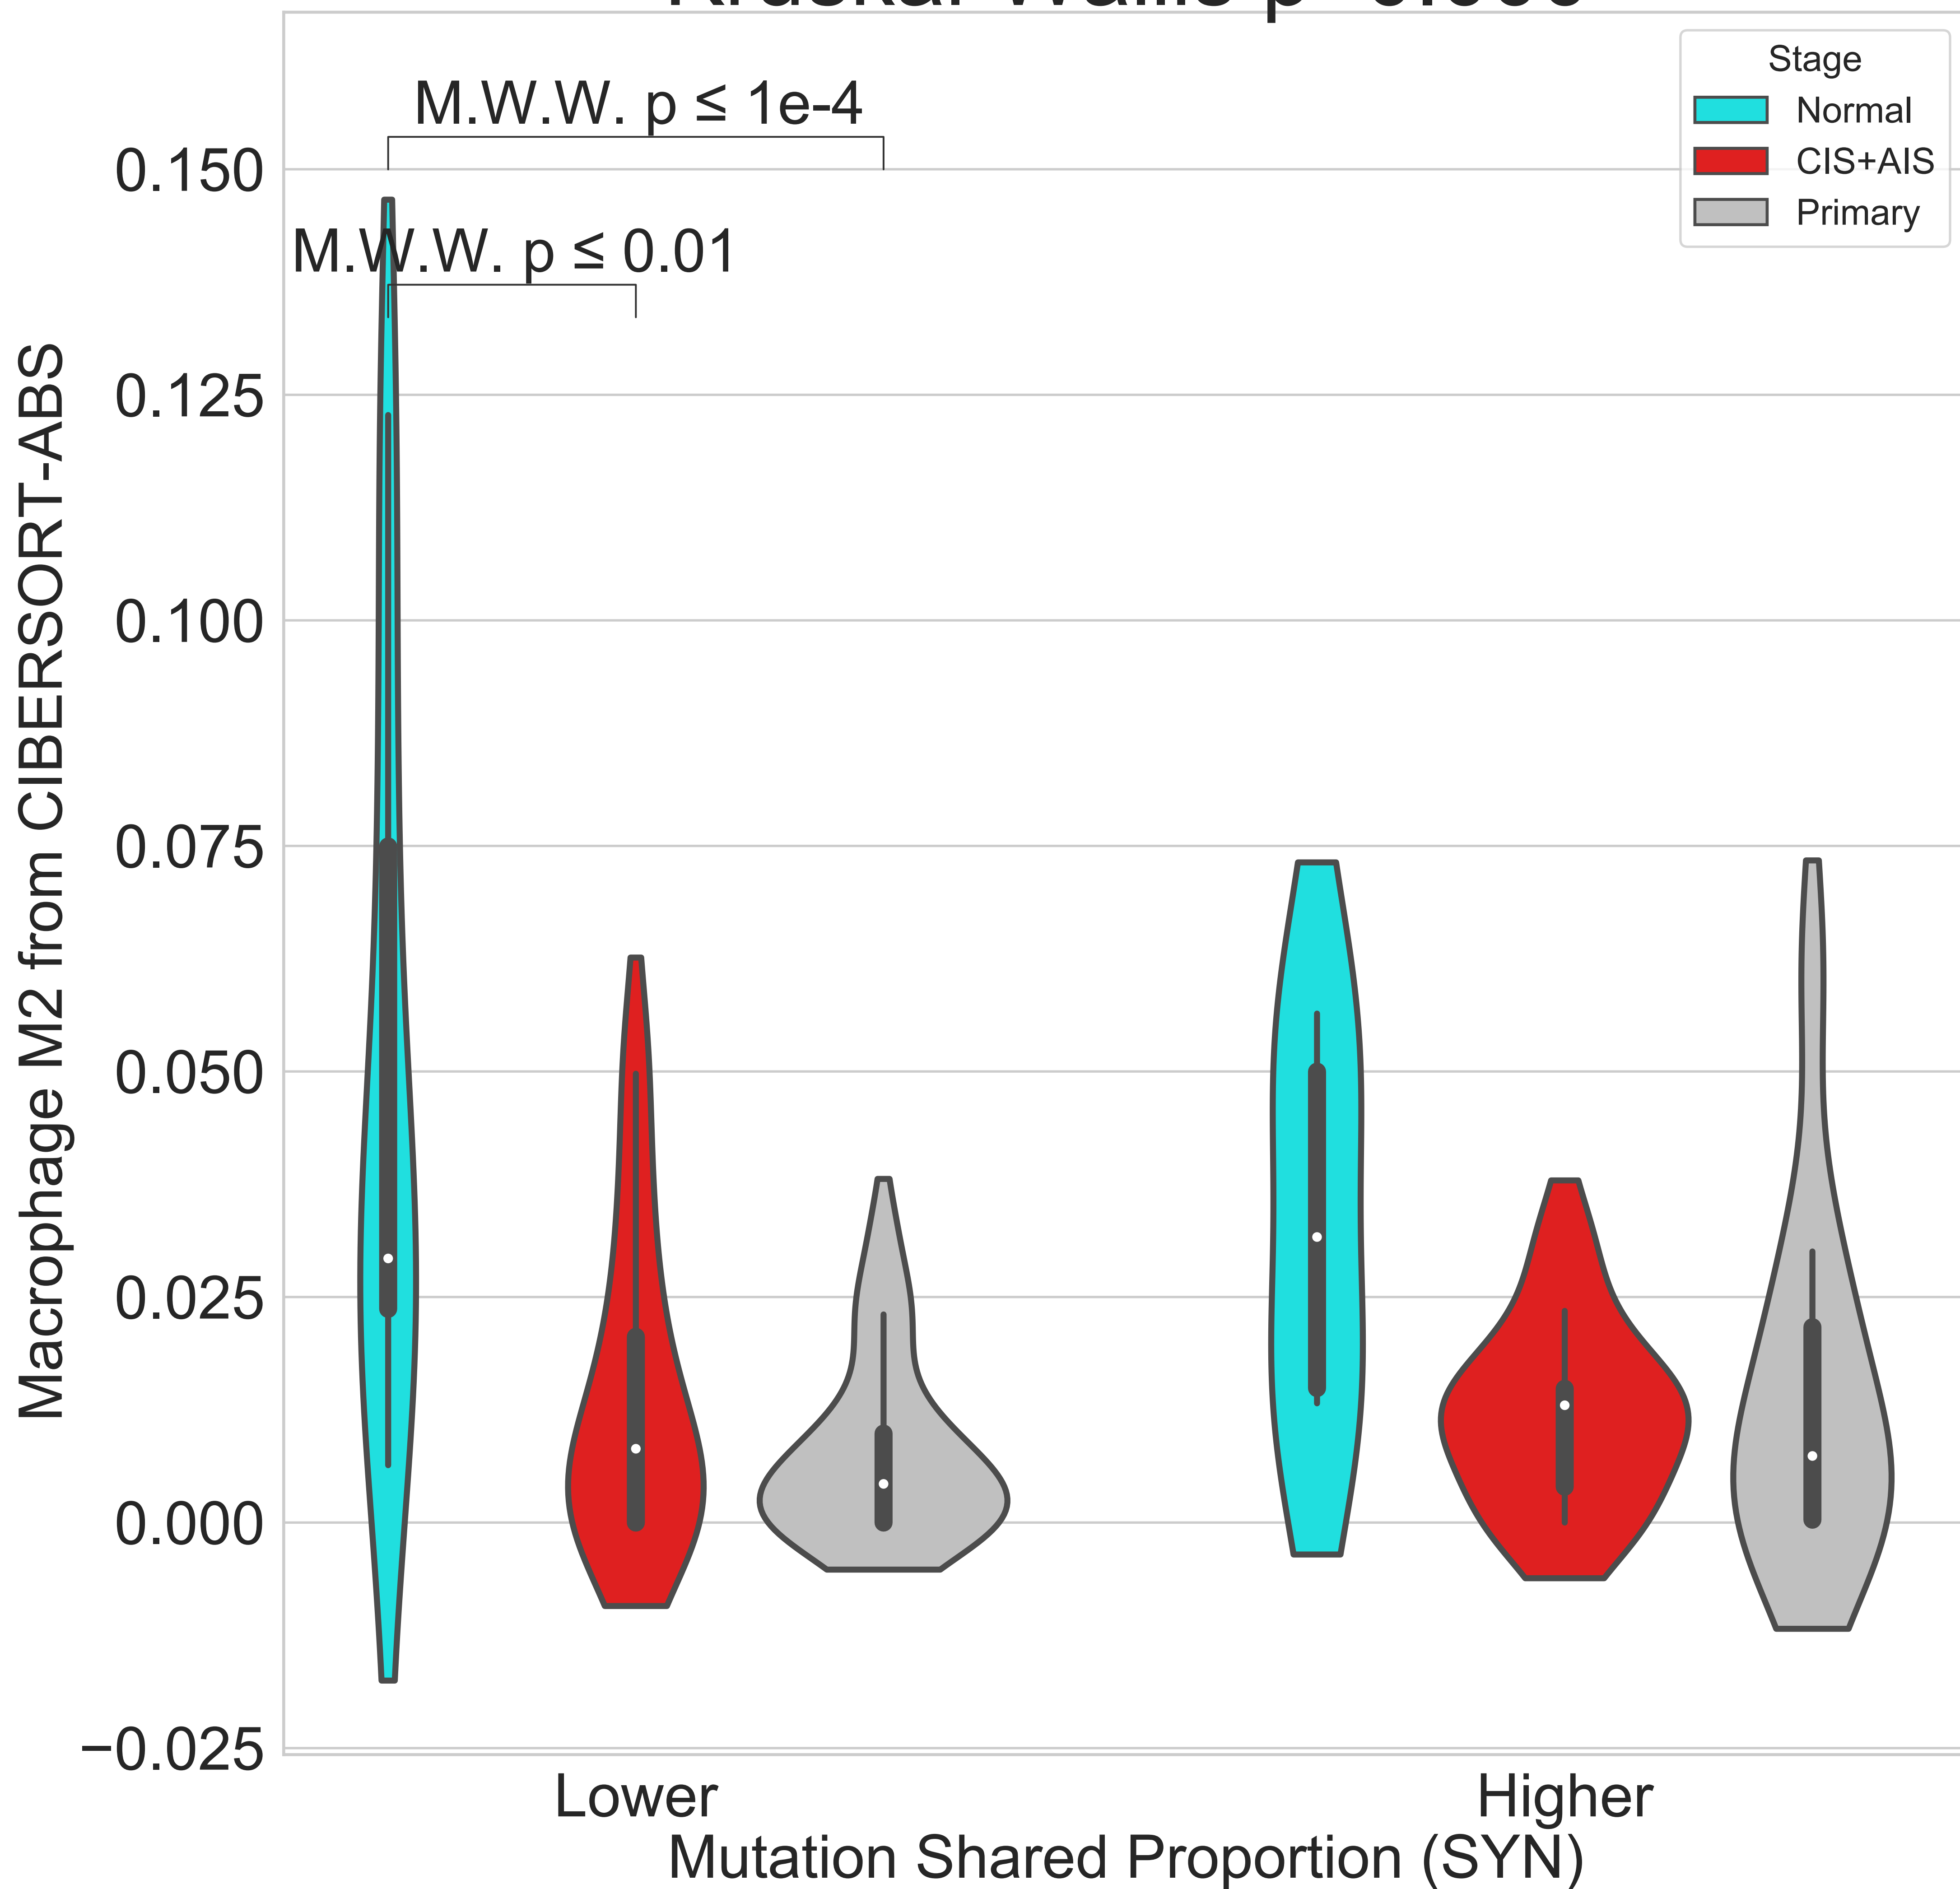 M.W.W. p ≤ 1e-4
M.W.W. p ≤ 0.01
Stage
Normal
CIS+AIS
Primary
Macrophage M2 from CIBERSORT-ABS
0.150
0.125
0.100
0.075
0.050
0.025
0.000
−0.025
Lower
Higher
Mutation Shared Proportion (SYN)